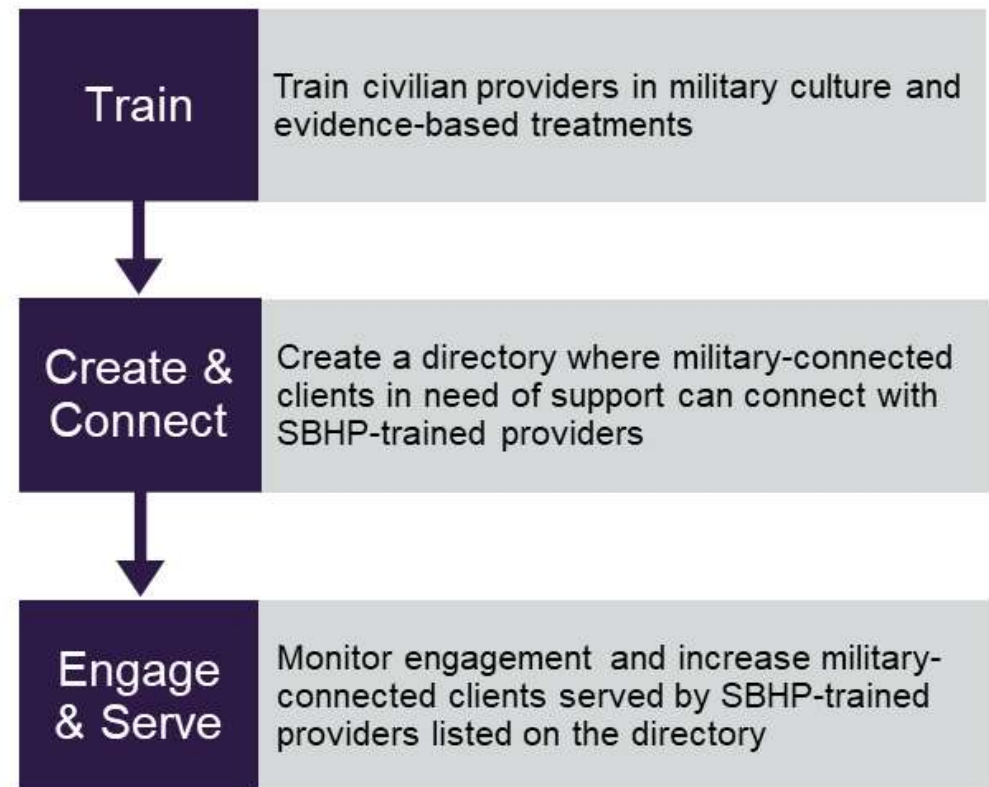 Train
Train civilian providers in military culture and
evidence-based treatments
Create &
Connect
Create a directory where military-connected
clients in need of support can connect with
SBHP-trained providers
Engage
& Serve
Monitor engagement and increase military-
connected clients served by SBHP-trained
providers listed on the directory